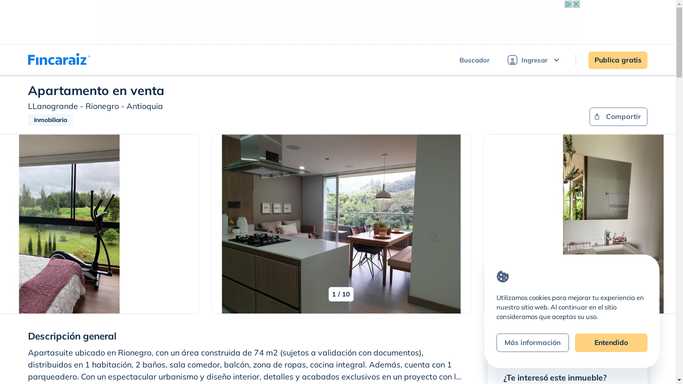 Fincaraiz
Buscador
Ingresar
Publica gratis
Apartamento en venta
LLanogrande - Rionegro - Antioquia
Inmobiliaria
Compartir
1 / 10
Utilizamos cookies para mejorar tu experiencia en
nuestro sitio web. Al continuar en el sitio
consideramos que aceptas su uso.
Más información
Entendido
Descripción general
Apartasuite ubicado en Rionegro, con un área construida de 74 m2 (sujetos a validación con documentos),
distribuidos en 1 habitación, 2 baños, sala comedor, balcón, zona de ropas, cocina integral. Además, cuenta con 1
parqueadero. Con un espectacular urbanismo y diseño interior, detalles y acabados exclusivos en un proyecto con l...
¿Te interesó este inmueble?